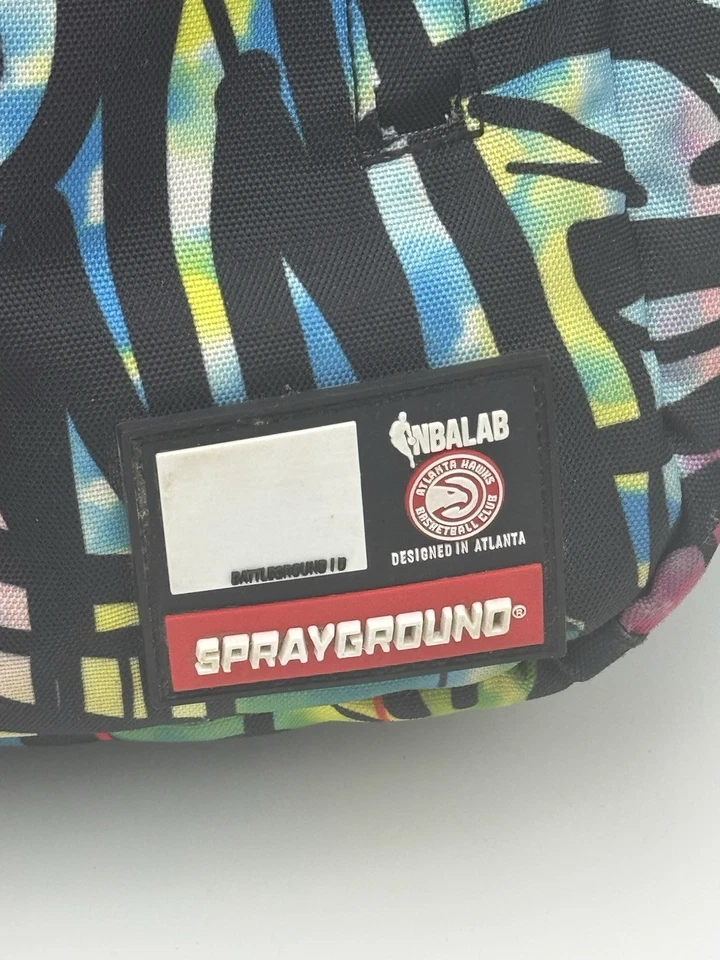 NBALAB
ATLANTA HAWKS
BASKETBALL CLUB
DESIGNED IN ATLANTA
BATTLEGROUND I D
SPRAYGROUND®